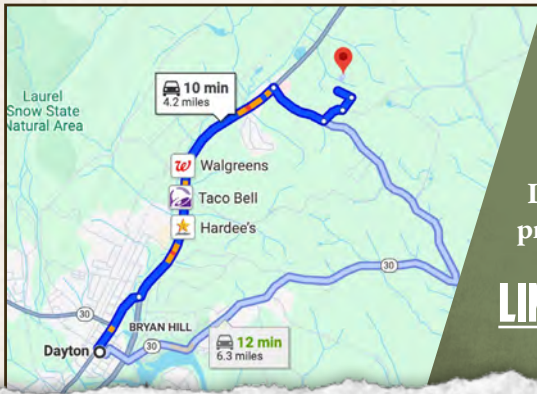 Laurel
Snow State
Natural Area
10 min
4.2 miles
Walgreens
Taco Bell
Hardee's
30
30
BRYAN HILL
12 min
6.3 miles
30
Dayton